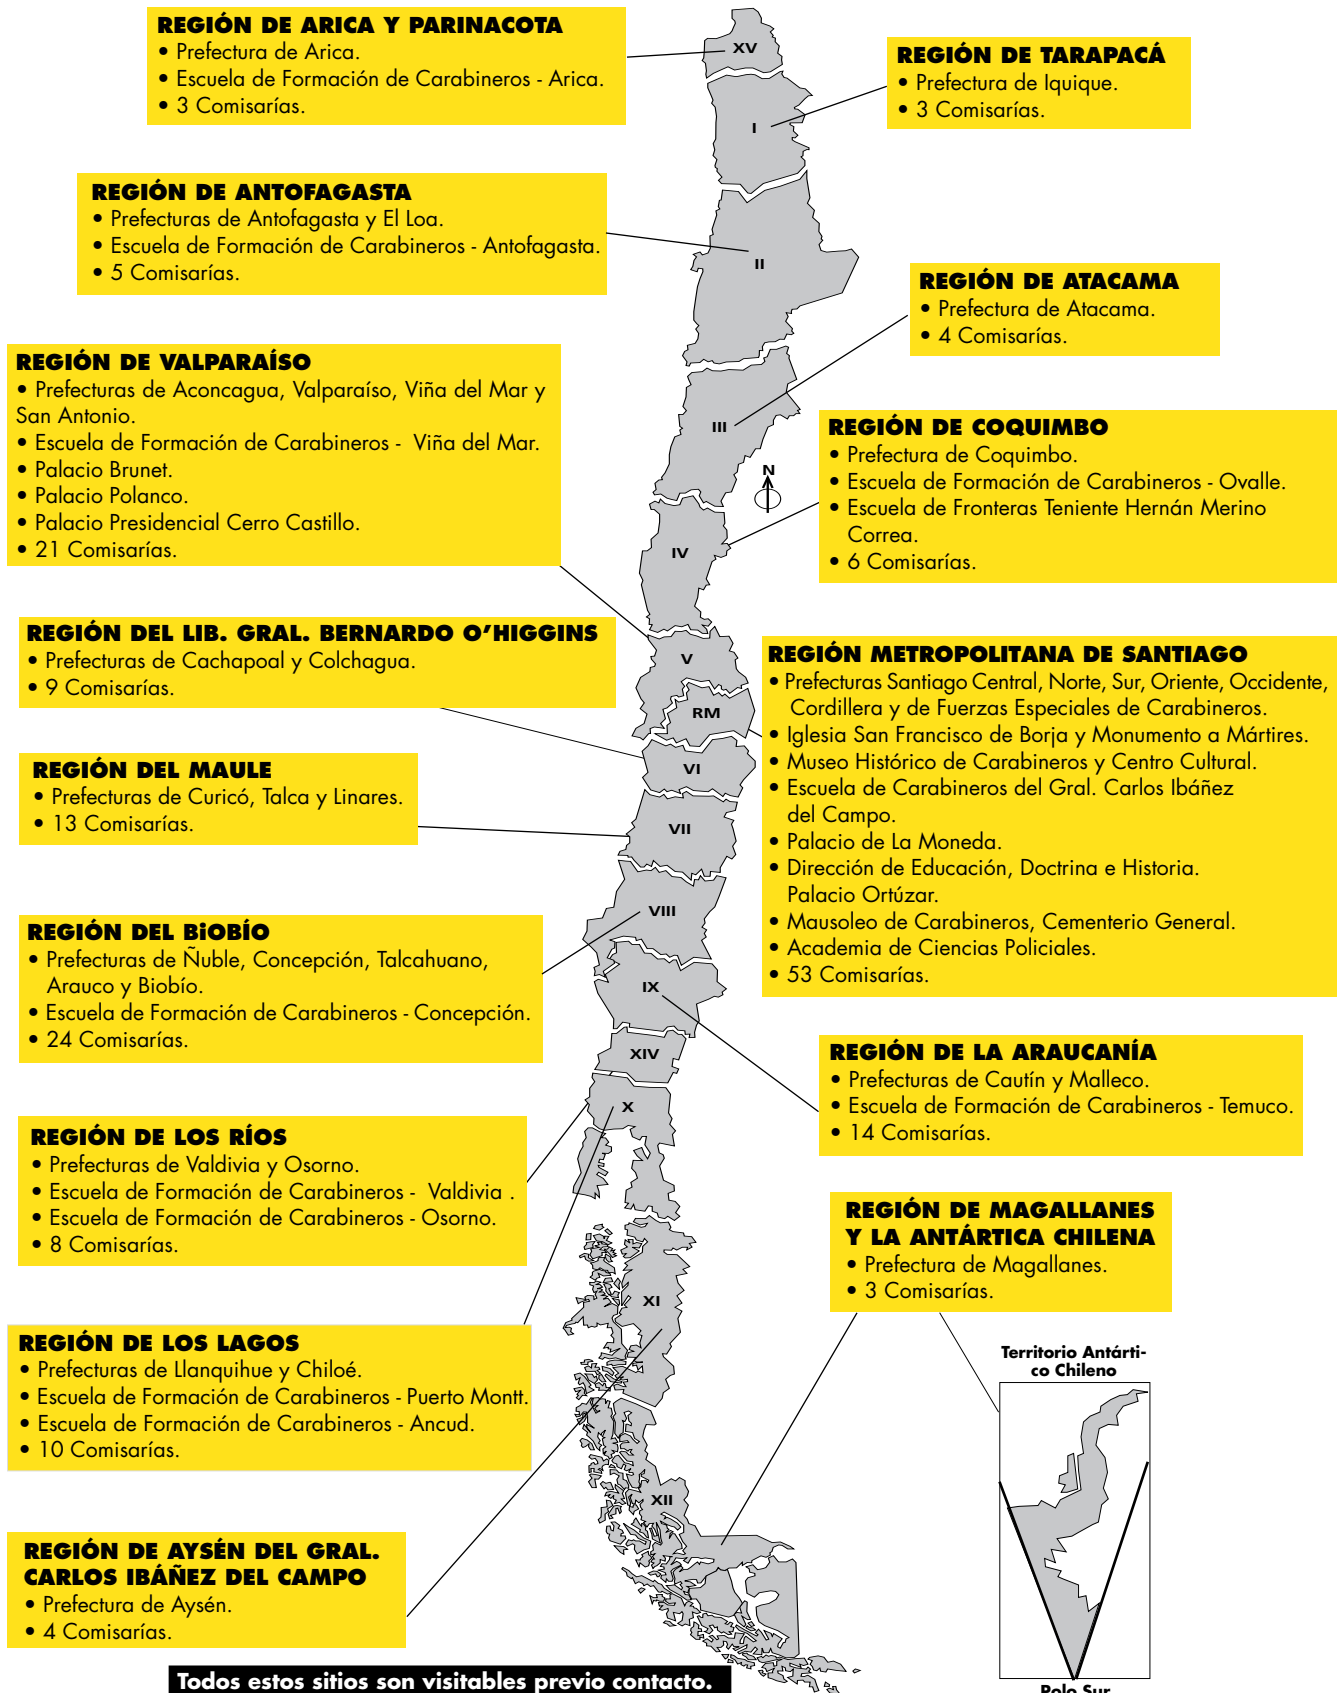 REGIÓN DE ARICA Y PARINACOTA
• Prefectura de Arica.
• Escuela de Formación de Carabineros - Arica.
• 3 Comisarías.
REGIÓN DE TARAPACÁ
• Prefectura de Iquique.
• 3 Comisarías.
REGIÓN DE ANTOFAGASTA
• Prefecturas de Antofagasta y El Loa.
• Escuela de Formación de Carabineros - Antofagasta.
• 5 Comisarías.
REGIÓN DE ATACAMA
• Prefectura de Atacama.
• 4 Comisarías.
REGIÓN DE VALPARAÍSO
• Prefecturas de Aconcagua, Valparaíso, Viña del Mar y
San Antonio.
• Escuela de Formación de Carabineros - Viña del Mar.
• Palacio Brunet.
• Palacio Polanco.
• Palacio Presidencial Cerro Castillo.
• 21 Comisarías.
REGIÓN DE COQUIMBO
• Prefectura de Coquimbo.
• Escuela de Formación de Carabineros - Ovalle.
• Escuela de Fronteras Teniente Hernán Merino
Correa.
• 6 Comisarías.
REGIÓN DEL LIB. GRAL. BERNARDO O’HIGGINS
• Prefecturas de Cachapoal y Colchagua.
• 9 Comisarías.
REGIÓN METROPOLITANA DE SANTIAGO
• Prefecturas Santiago Central, Norte, Sur, Oriente, Occidente,
Cordillera y de Fuerzas Especiales de Carabineros.
• Iglesia San Francisco de Borja y Monumento a Mártires.
• Museo Histórico de Carabineros y Centro Cultural.
• Escuela de Carabineros del Gral. Carlos Ibáñez
del Campo.
• Palacio de La Moneda.
• Dirección de Educación, Doctrina e Historia.
Palacio Ortúzar.
• Mausoleo de Carabineros, Cementerio General.
• Academia de Ciencias Policiales.
• 53 Comisarías.
REGIÓN DEL MAULE
• Prefecturas de Curicó, Talca y Linares.
• 13 Comisarías.
REGIÓN DEL BiOBÍO
• Prefecturas de Ñuble, Concepción, Talcahuano,
Arauco y Biobío.
• Escuela de Formación de Carabineros - Concepción.
• 24 Comisarías.
REGIÓN DE LA ARAUCANÍA
• Prefecturas de Cautín y Malleco.
• Escuela de Formación de Carabineros - Temuco.
• 14 Comisarías.
REGIÓN DE LOS RÍOS
• Prefecturas de Valdivia y Osorno.
• Escuela de Formación de Carabineros - Valdivia .
• Escuela de Formación de Carabineros - Osorno.
• 8 Comisarías.
REGIÓN DE MAGALLANES
Y LA ANTÁRTICA CHILENA
• Prefectura de Magallanes.
• 3 Comisarías.
REGIÓN DE LOS LAGOS
• Prefecturas de Llanquihue y Chiloé.
• Escuela de Formación de Carabineros - Puerto Montt.
• Escuela de Formación de Carabineros - Ancud.
• 10 Comisarías.
REGIÓN DE AYSÉN DEL GRAL.
CARLOS IBÁÑEZ DEL CAMPO
• Prefectura de Aysén.
• 4 Comisarías.
XV
I
II
III
N
IV
V
RM
VI
VII
VIII
IX
XIV
X
XI
XII
Territorio Antárti-
co Chileno
Polo Sur
Todos estos sitios son visitables previo contacto.